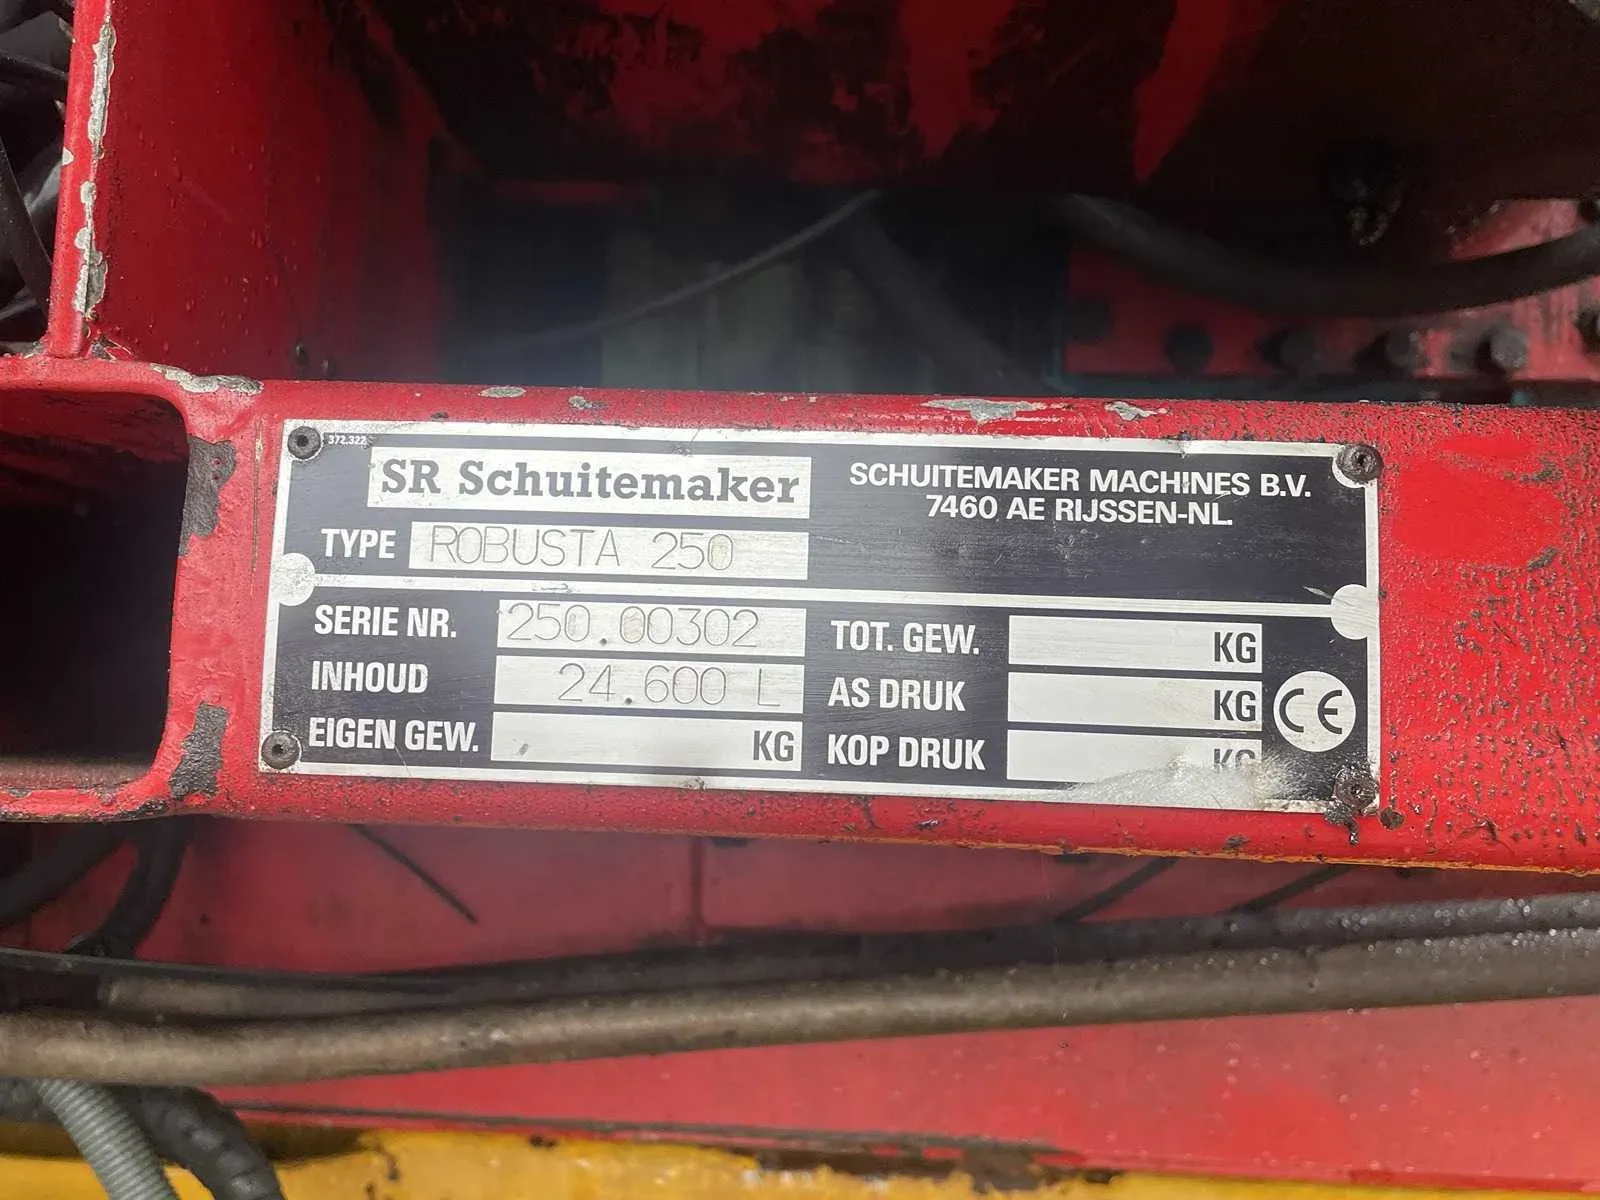 372.322
SR Schuitemaker
SCHUITEMAKER MACHINES B.V.
7460 AE RIJSSEN-NL.
TYPE ROBUSTA 250
SERIE NR. 250.00302
INHOUD 24.600 L
EIGEN GEW. KG
TOT. GEW. KG
AS DRUK KG
KOP DRUK KG
CE